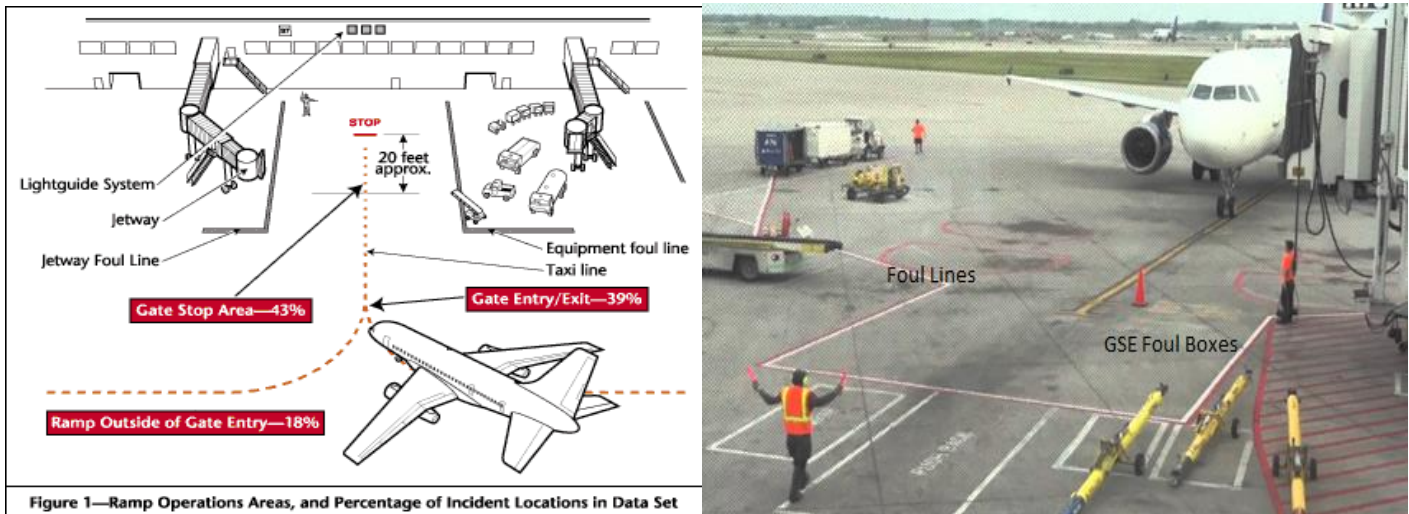 STOP
20 feet
approx.
Lightguide System
Jetway
Jetway Foul Line
Equipment foul line
Taxi line
Gate Stop Area—43%
Gate Entry/Exit—39%
Ramp Outside of Gate Entry—18%
Figure 1—Ramp Operations Areas, and Percentage of Incident Locations in Data Set
Foul Lines
GSE Foul Boxes
PUSH BACK